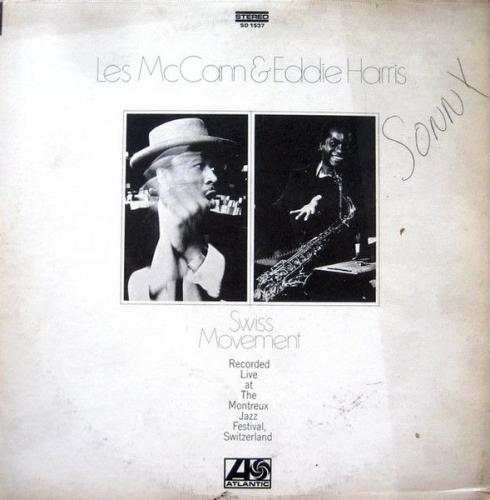 STEREO
SD 1537
Les McCann & Eddie Harris
SONNY
Swiss
Movement
Recorded
Live
at
The
Montreux
Jazz
Festival,
Switzerland
ATLANTIC